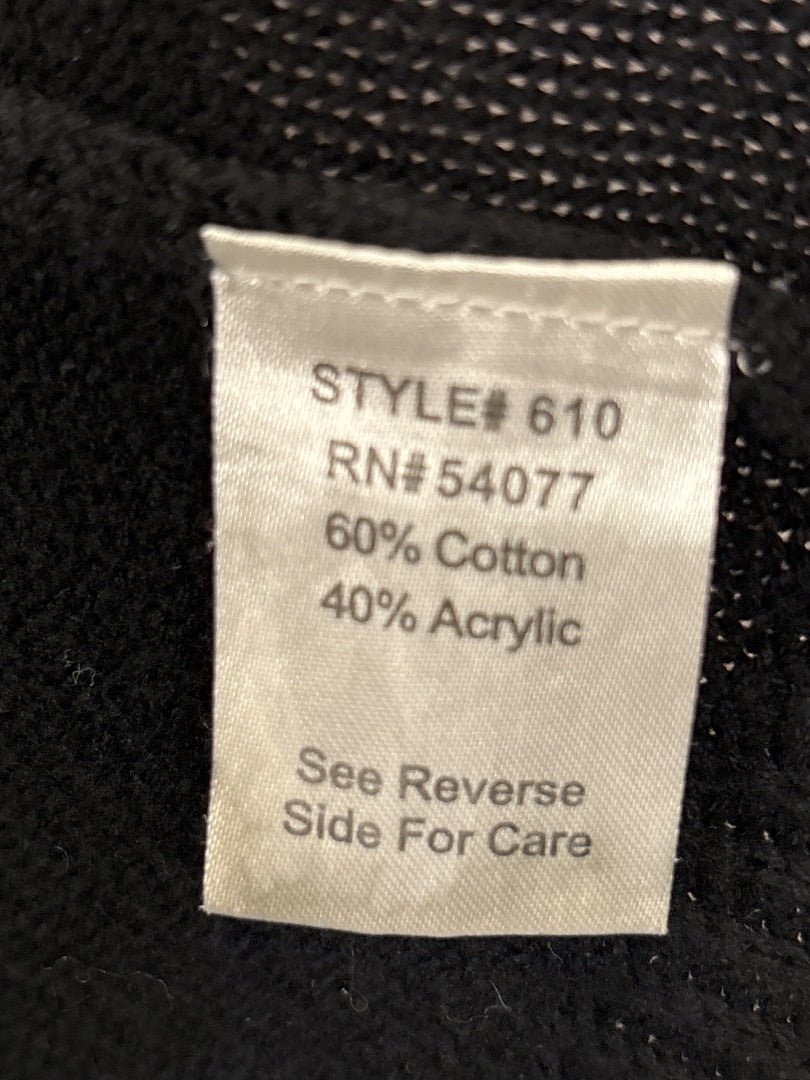 STYLE# 610
RN# 54077
60% Cotton
40% Acrylic
See Reverse
Side For Care